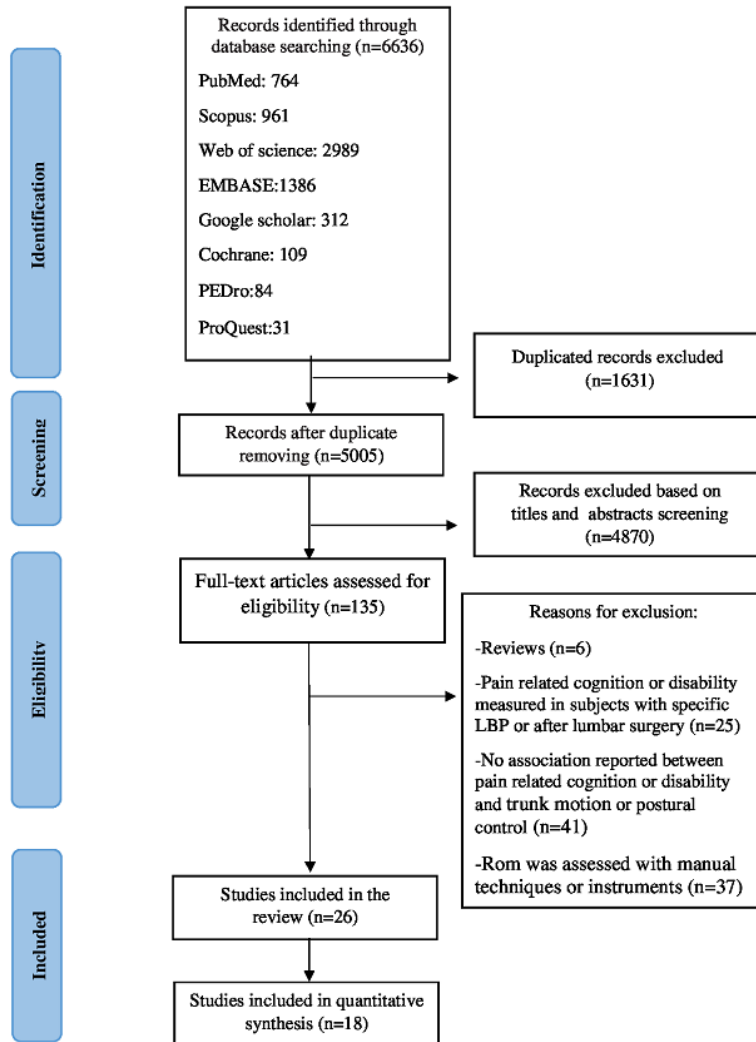 Identification
Records identified through
database searching (n=6636)
PubMed: 764
Scopus: 961
Web of science: 2989
EMBASE:1386
Google scholar: 312
Cochrane: 109
PEDro:84
ProQuest:31
Duplicated records excluded
(n=1631)
Screening
Records after duplicate
removing (n=5005)
Records excluded based on
titles and abstracts screening
(n=4870)
Eligibility
Full-text articles assessed for
eligibility (n=135)
Reasons for exclusion:
-Reviews (n=6)
-Pain related cognition or disability
measured in subjects with specific
LBP or after lumbar surgery (n=25)
-No association reported between
pain related cognition or disability
and trunk motion or postural
control (n=41)
-Rom was assessed with manual
techniques or instruments (n=37)
Included
Studies included in the
review (n=26)
Studies included in quantitative
synthesis (n=18)